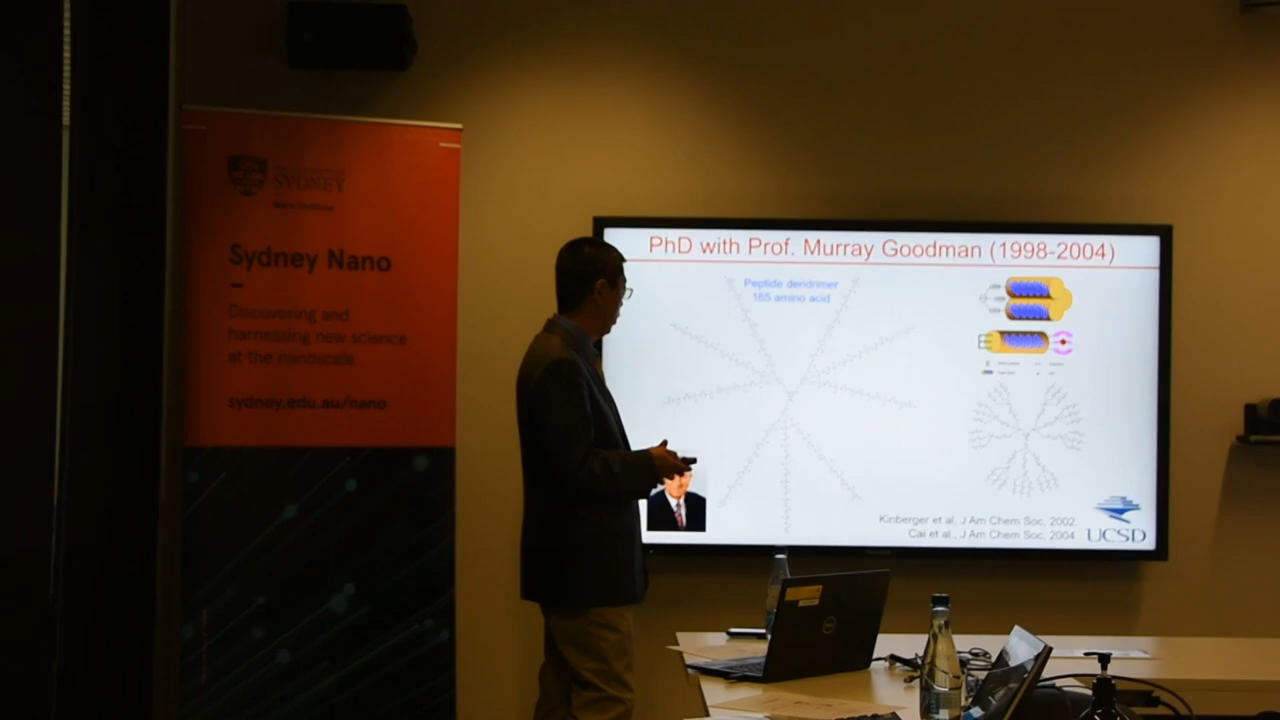 SYDNEY
Sydney Nano
Discovering and
harnessing new science
at the nanoscale
sydney.edu.au/nano
PhD with Prof. Murray Goodman (1998-2004)
Peptide dendrimer
165 amino acid
Kinberger et al, J Am Chem Soc, 2002.
Cai et al., J Am Chem Soc, 2004.
UCSD
DELL